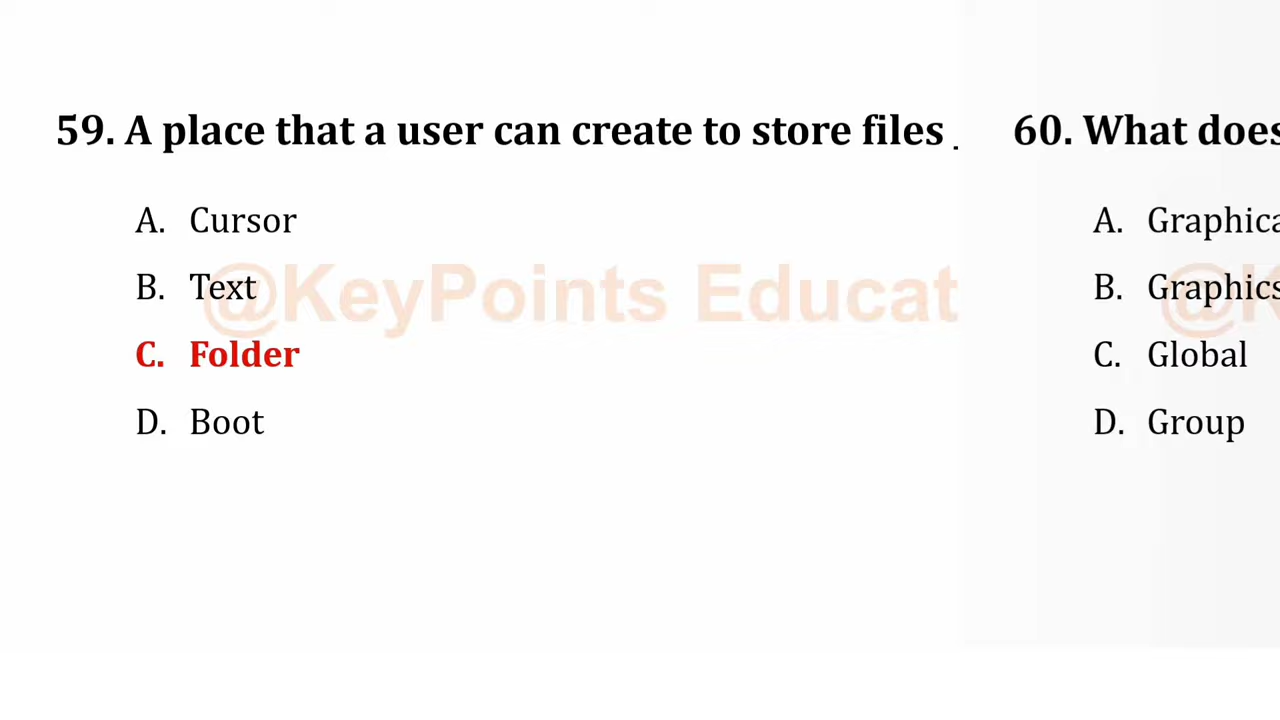 59. A place that a user can create to store files
A. Cursor
B. Text
C. Folder
D. Boot
@KeyPoints Educat
60. What does
A. Graphica
B. Graphics
C. Global
D. Group